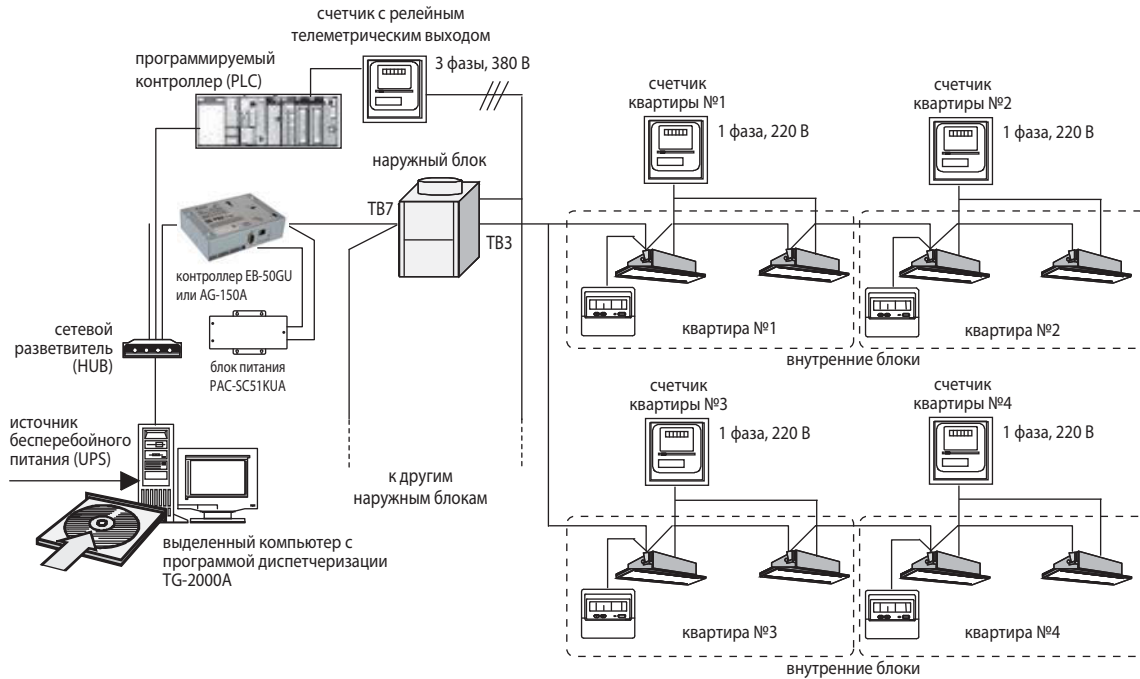 счетчик с релейным
телеметрическим выходом
программируемый
контроллер (PLC)
3 фазы, 380 В
счетчик
квартиры №1
1 фаза, 220 В
счетчик
квартиры №2
1 фаза, 220 В
наружный блок
TB7
TB3
контроллер EB-50GU
или AG-150A
сетевой
разветвитель
(HUB)
блок питания
PAC-SC51KUA
квартира №1
квартира №2
внутренние блоки
счетчик
квартиры №3
1 фаза, 220 В
счетчик
квартиры №4
1 фаза, 220 В
источник
бесперебойного
питания (UPS)
к другим
наружным блокам
выделенный компьютер с
программой диспетчеризации
TG-2000A
квартира №3
квартира №4
внутренние блоки